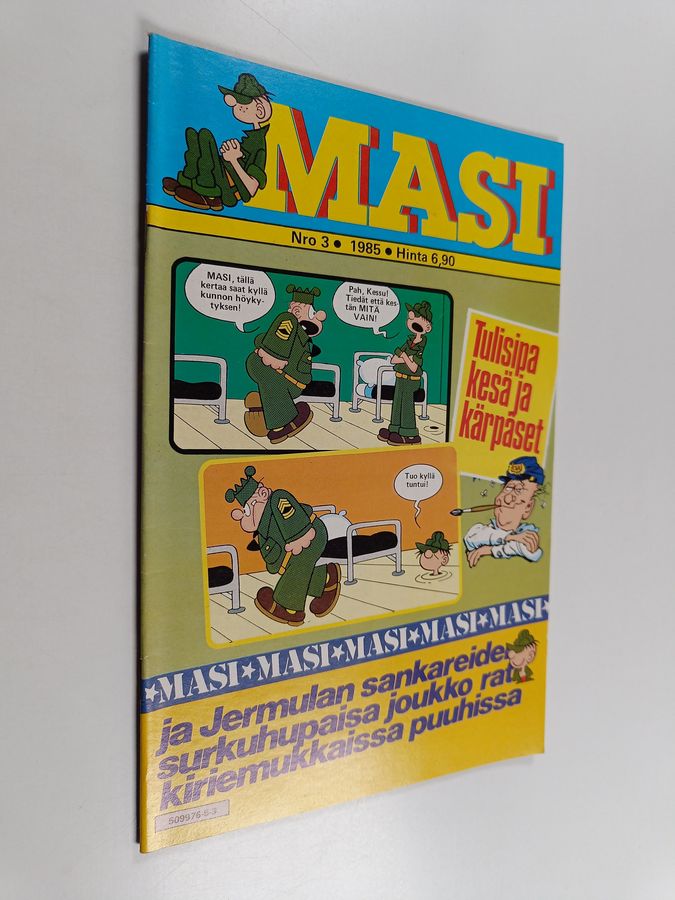 MASI
Nro 3 • 1985 • Hinta 6,90
MASI, tällä
kertaa saat kyllä
kunnon höyky-
tyksen!
Pah, Kessu!
Tiedät että kes-
tän MITÄ
VAIN!
Tulisipa
kesä ja
kärpäset
Tuo kyllä
tuntui!
★MASI★MASI★MASI★MASI★MASI
ja Jermulan sankareiden
surkuhupaisa joukko rat-
kiriemukkaissa puuhissa
509976-5-3